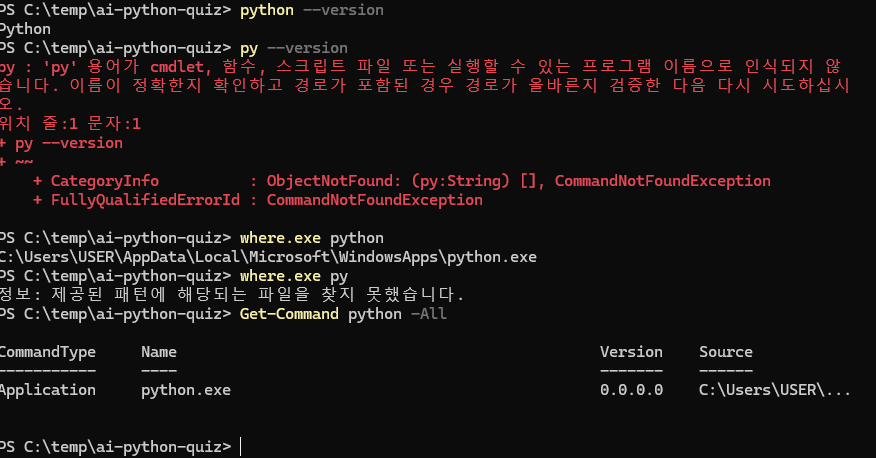 PS C:\temp\ai-python-quiz> python --version
Python
PS C:\temp\ai-python-quiz> py --version
py : 'py' 용어가 cmdlet, 함수, 스크립트 파일 또는 실행할 수 있는 프로그램 이름으로 인식되지 않
습니다. 이름이 정확한지 확인하고 경로가 포함된 경우 경로가 올바른지 검증한 다음 다시 시도하십시
오.
위치 줄:1 문자:1
+ py --version
+ ~~
    + CategoryInfo          : ObjectNotFound: (py:String) [], CommandNotFoundException
    + FullyQualifiedErrorId : CommandNotFoundException

PS C:\temp\ai-python-quiz> where.exe python
C:\Users\USER\AppData\Local\Microsoft\WindowsApps\python.exe
PS C:\temp\ai-python-quiz> where.exe py
정보: 제공된 패턴에 해당되는 파일을 찾지 못했습니다.
PS C:\temp\ai-python-quiz> Get-Command python -All

CommandType     Name                                               Version    Source
-----------     ----                                               -------    ------
Application     python.exe                                         0.0.0.0    C:\Users\USER\...

PS C:\temp\ai-python-quiz>